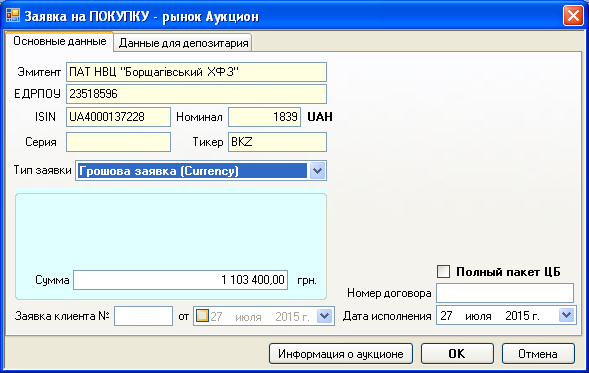 Заявка на ПОКУПКУ - рынок Аукцион
Основные данные Данные для депозитария
Эмитент ПАТ НВЦ "Борщагівський ХФЗ"
ЕДРПОУ 23518596
ISIN UA4000137228 Номинал 1839 UAH
Серия Тикер BKZ
Тип заявки Грошова заявка (Currency)
Сумма 1 103 400,00 грн.
Полный пакет ЦБ
Номер договора
Заявка клиента № от 27 июля 2015 г. Дата исполнения 27 июля 2015 г.
Информация о аукционе OK Отмена